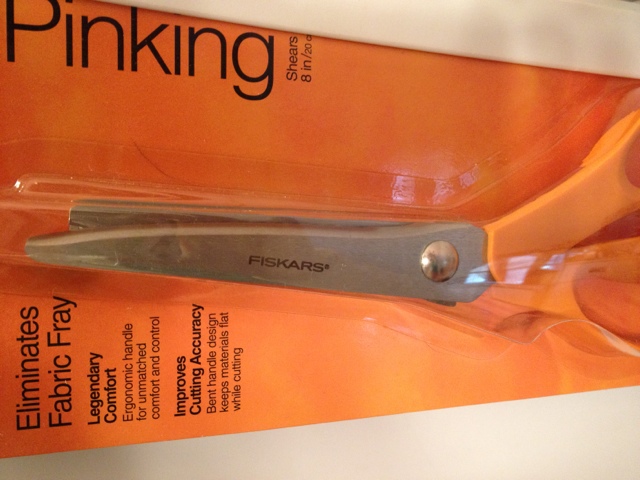 Pinking
Shears
8 in/20 c
FISKARS®
Eliminates
Fabric Fray
Legendary
Comfort
Ergonomic handle
for unmatched
comfort and control
Improves
Cutting Accuracy
Bent handle design
keeps materials flat
while cutting